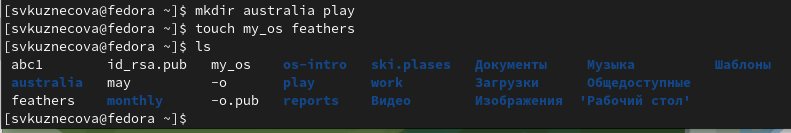 [svkuznecova@fedora ~]$ mkdir australia play
[svkuznecova@fedora ~]$ touch my_os feathers
[svkuznecova@fedora ~]$ ls
abc1 id_rsa.pub my_os os-intro ski.plases Документы Музыка Шаблоны
australia may -o play work Загрузки Общедоступные
feathers monthly -o.pub reports Видео Изображения 'Рабочий стол'
[svkuznecova@fedora ~]$